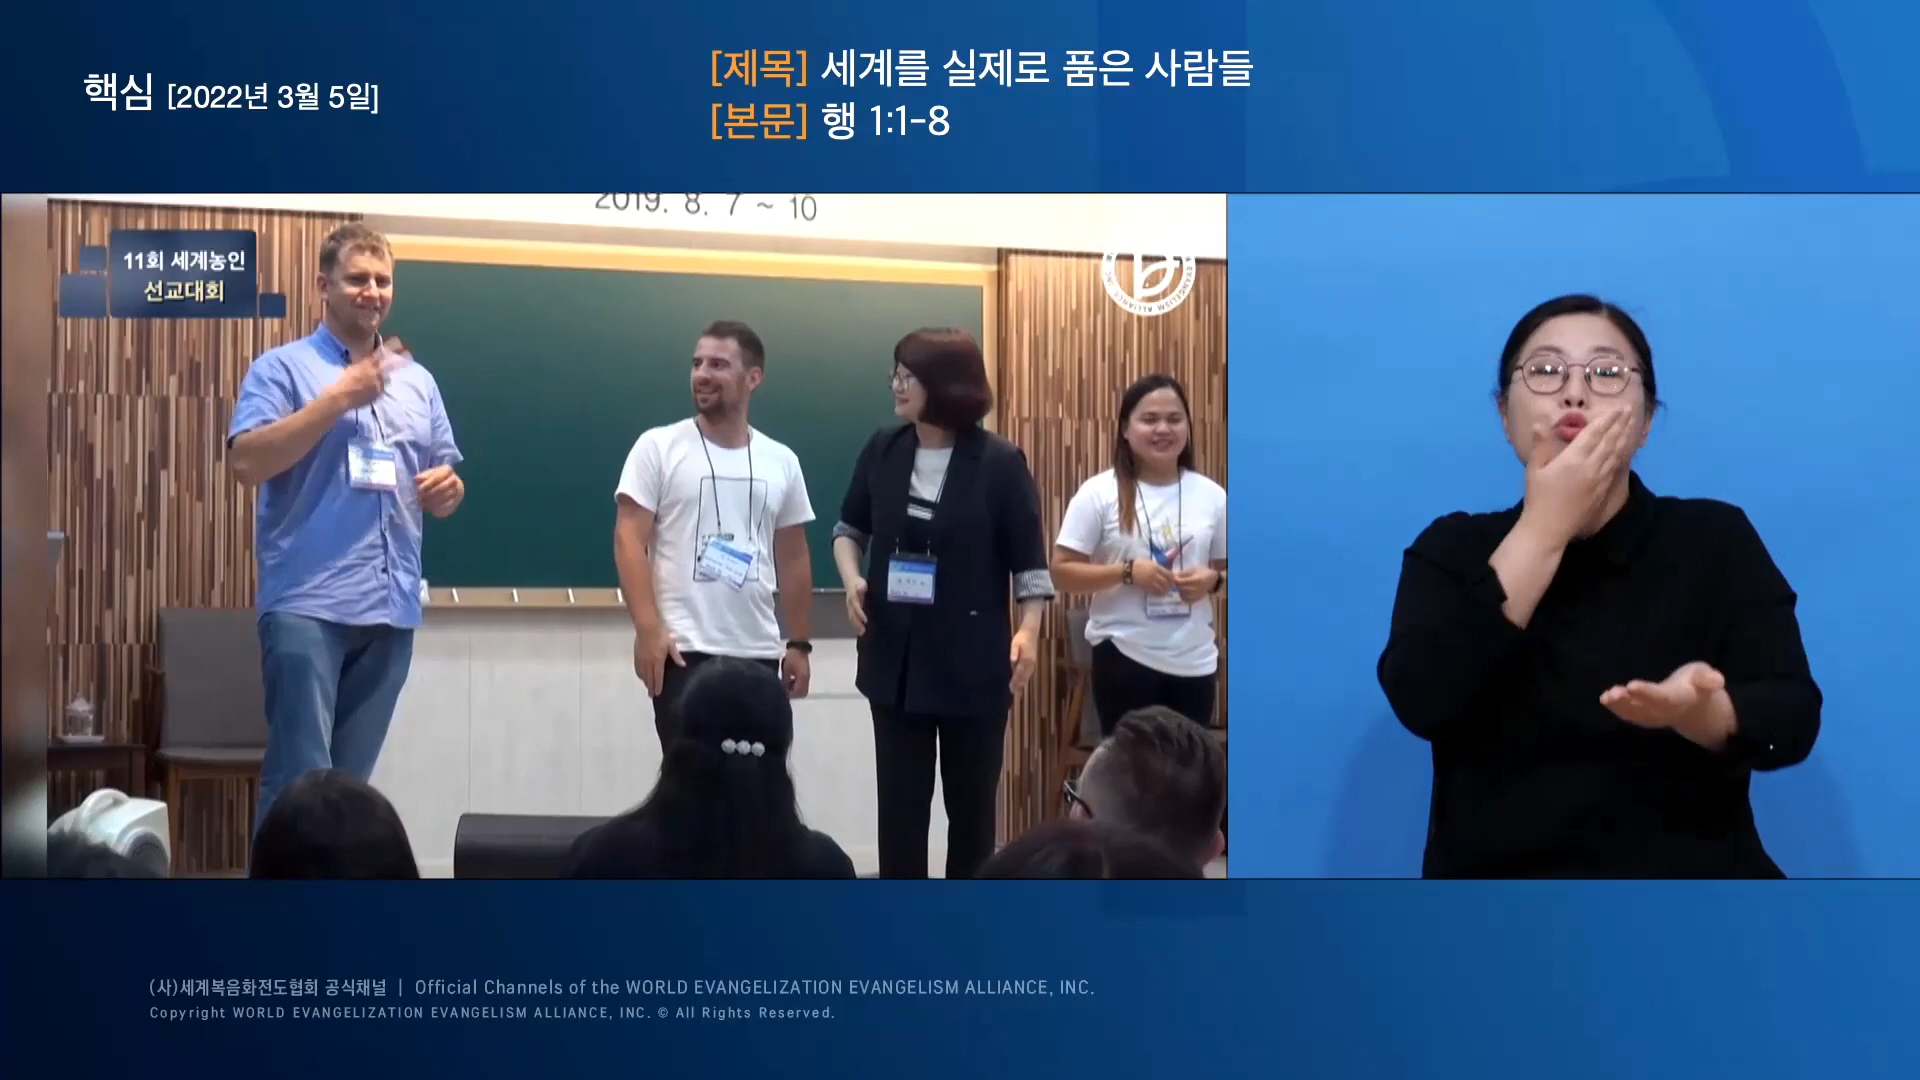 핵심 [2022년 3월 5일]
[제목] 세계를 실제로 품은 사람들
[본문] 행 1:1-8
2019. 8. 7 ~ 10
11회 세계농인
선교대회
EVANGELISM ALLIANCE INC
(사)세계복음화전도협회 공식채널 | Official Channels of the WORLD EVANGELIZATION EVANGELISM ALLIANCE, INC.
Copyright WORLD EVANGELIZATION EVANGELISM ALLIANCE, INC. © All Rights Reserved.